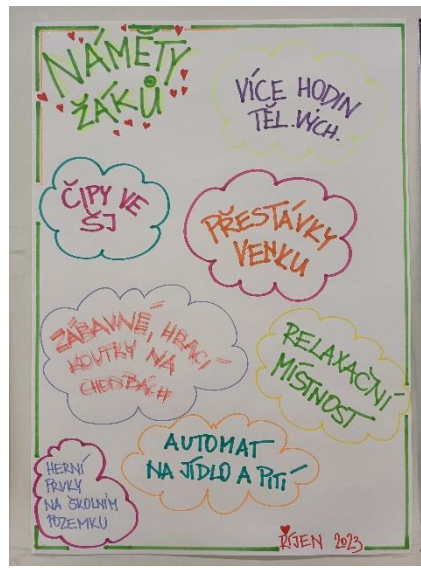 NÁMĚTY
ŽÁKŮ
VÍCE HODIN
TĚL. VÝCH.
ČIPY VE
ŠJ
PŘESTÁVKY
VENKU
ZÁBAVNÉ, HRACÍ
KOUTKY NA
CHODBÁCH
RELAXAČNÍ
MÍSTNOST
AUTOMAT
NA JÍDLO A PITÍ
HERNÍ
PRVKY
NA ŠKOLNÍM
POZEMKU
ŘÍJEN 2023